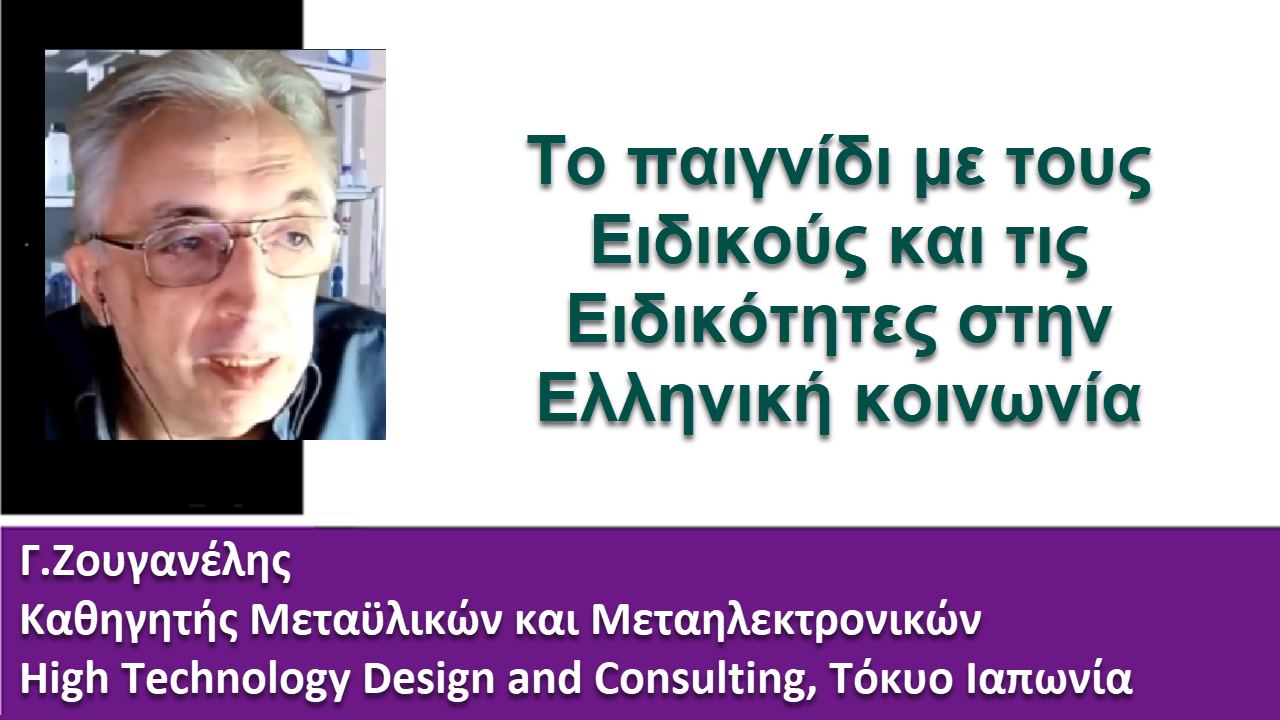 Το παιγνίδι με τους
Ειδικούς και τις
Ειδικότητες στην
Ελληνική κοινωνία
Γ.Ζουγανέλης
Καθηγητής Μεταϋλικών και Μεταηλεκτρονικών
High Technology Design and Consulting, Τόκυο Ιαπωνία